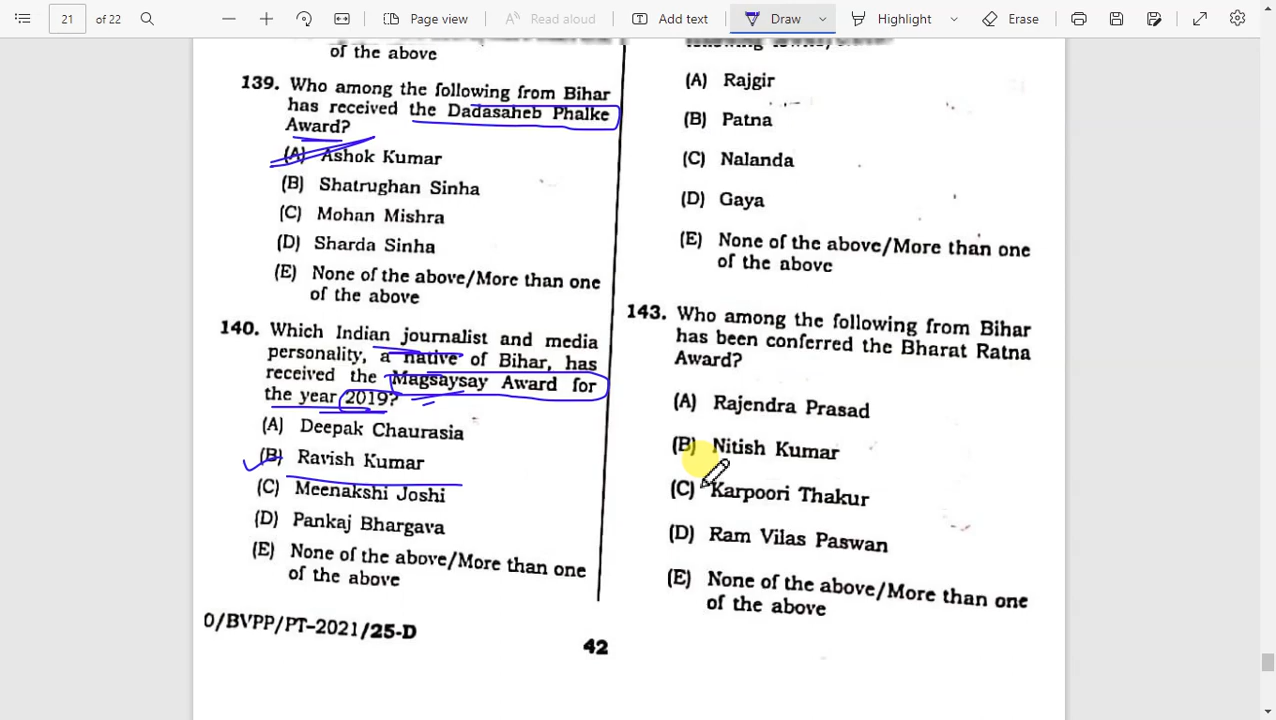 21 of 22 Page view Read aloud Add text Draw Highlight Erase
of the above
139. Who among the following from Bihar
has received the Dadasaheb Phalke
Award?
(A) Ashok Kumar
(B) Shatrughan Sinha
(C) Mohan Mishra
(D) Sharda Sinha
(E) None of the above/More than one
of the above
140. Which Indian journalist and media
personality, a native of Bihar, has
received the Magsaysay Award for
the year 2019?
(A) Deepak Chaurasia
(B) Ravish Kumar
(C) Meenakshi Joshi
(D) Pankaj Bhargava
(E) None of the above/More than one
of the above
(A) Rajgir
(B) Patna
(C) Nalanda
(D) Gaya
(E) None of the above/More than one
of the above
143. Who among the following from Bihar
has been conferred the Bharat Ratna
Award?
(A) Rajendra Prasad
(B) Nitish Kumar
(C) Karpoori Thakur
(D) Ram Vilas Paswan
(E) None of the above/More than one
of the above
0/BVPP/PT–2021/25-D
42